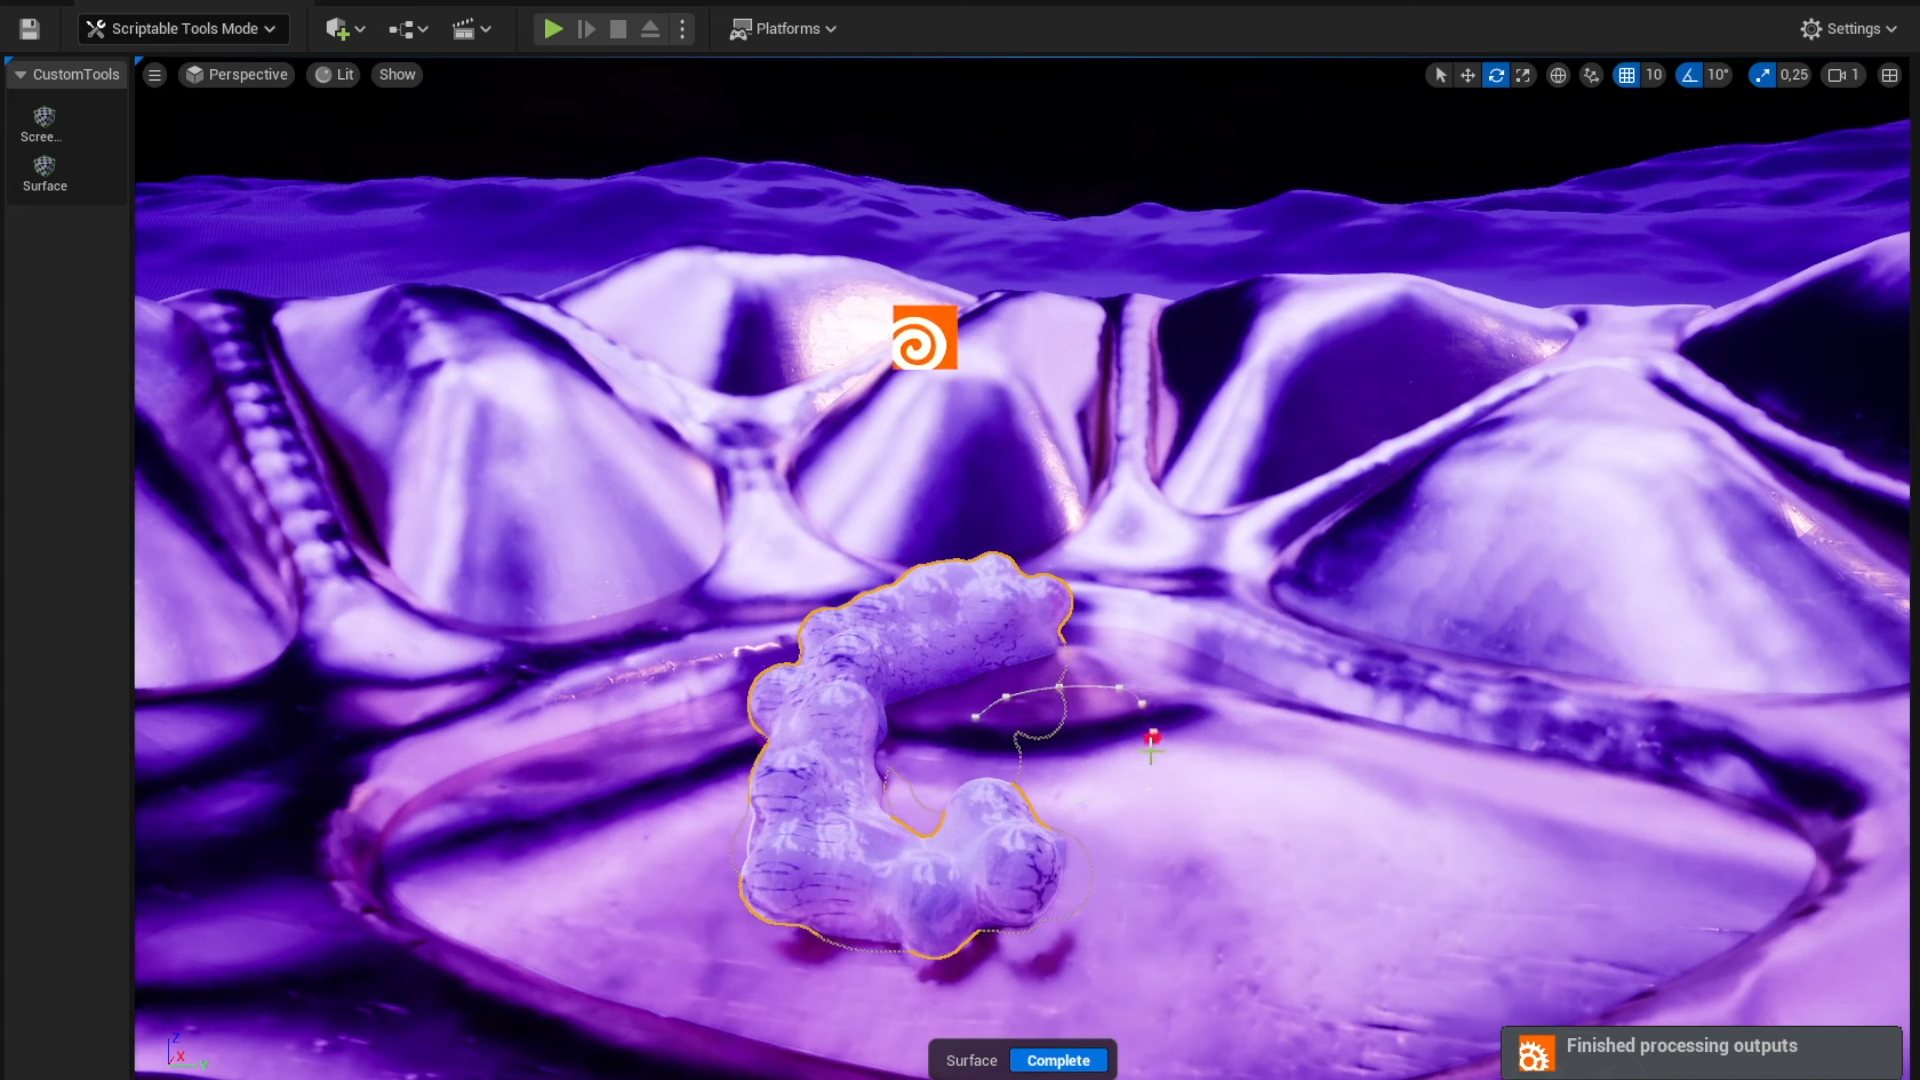 Scriptable Tools Mode
Platforms
Settings
CustomTools
Perspective
Lit
Show
10
10°
0,25
1
Scree...
Surface
Z
X
Y
Surface
Complete
Finished processing outputs